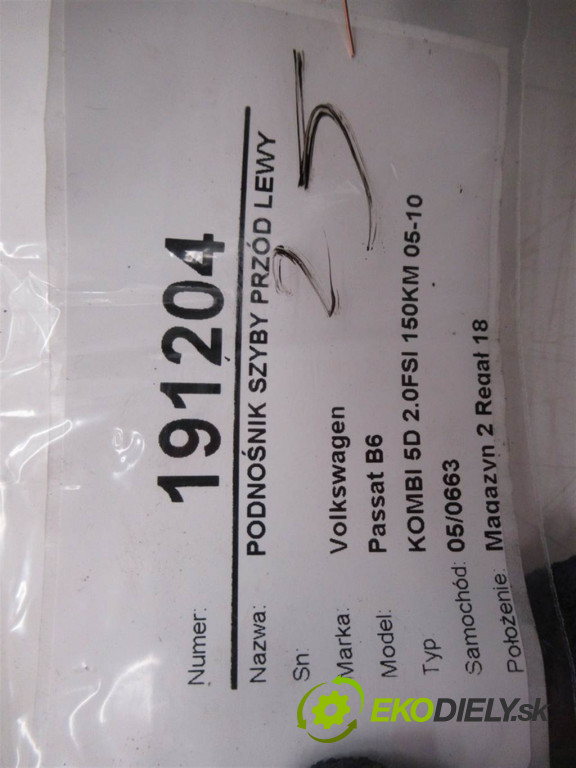 Numer: 191204
Nazwa: PODNOŚNIK SZYBY PRZÓD LEWY
Sn:
25
Marka: Volkswagen
Model: Passat B6
Typ KOMBI 5D 2.0FSI 150KM 05-10
Samochód: 05/0663
Położenie: Magazyn 2 Regał 18
EKODIELY.sk